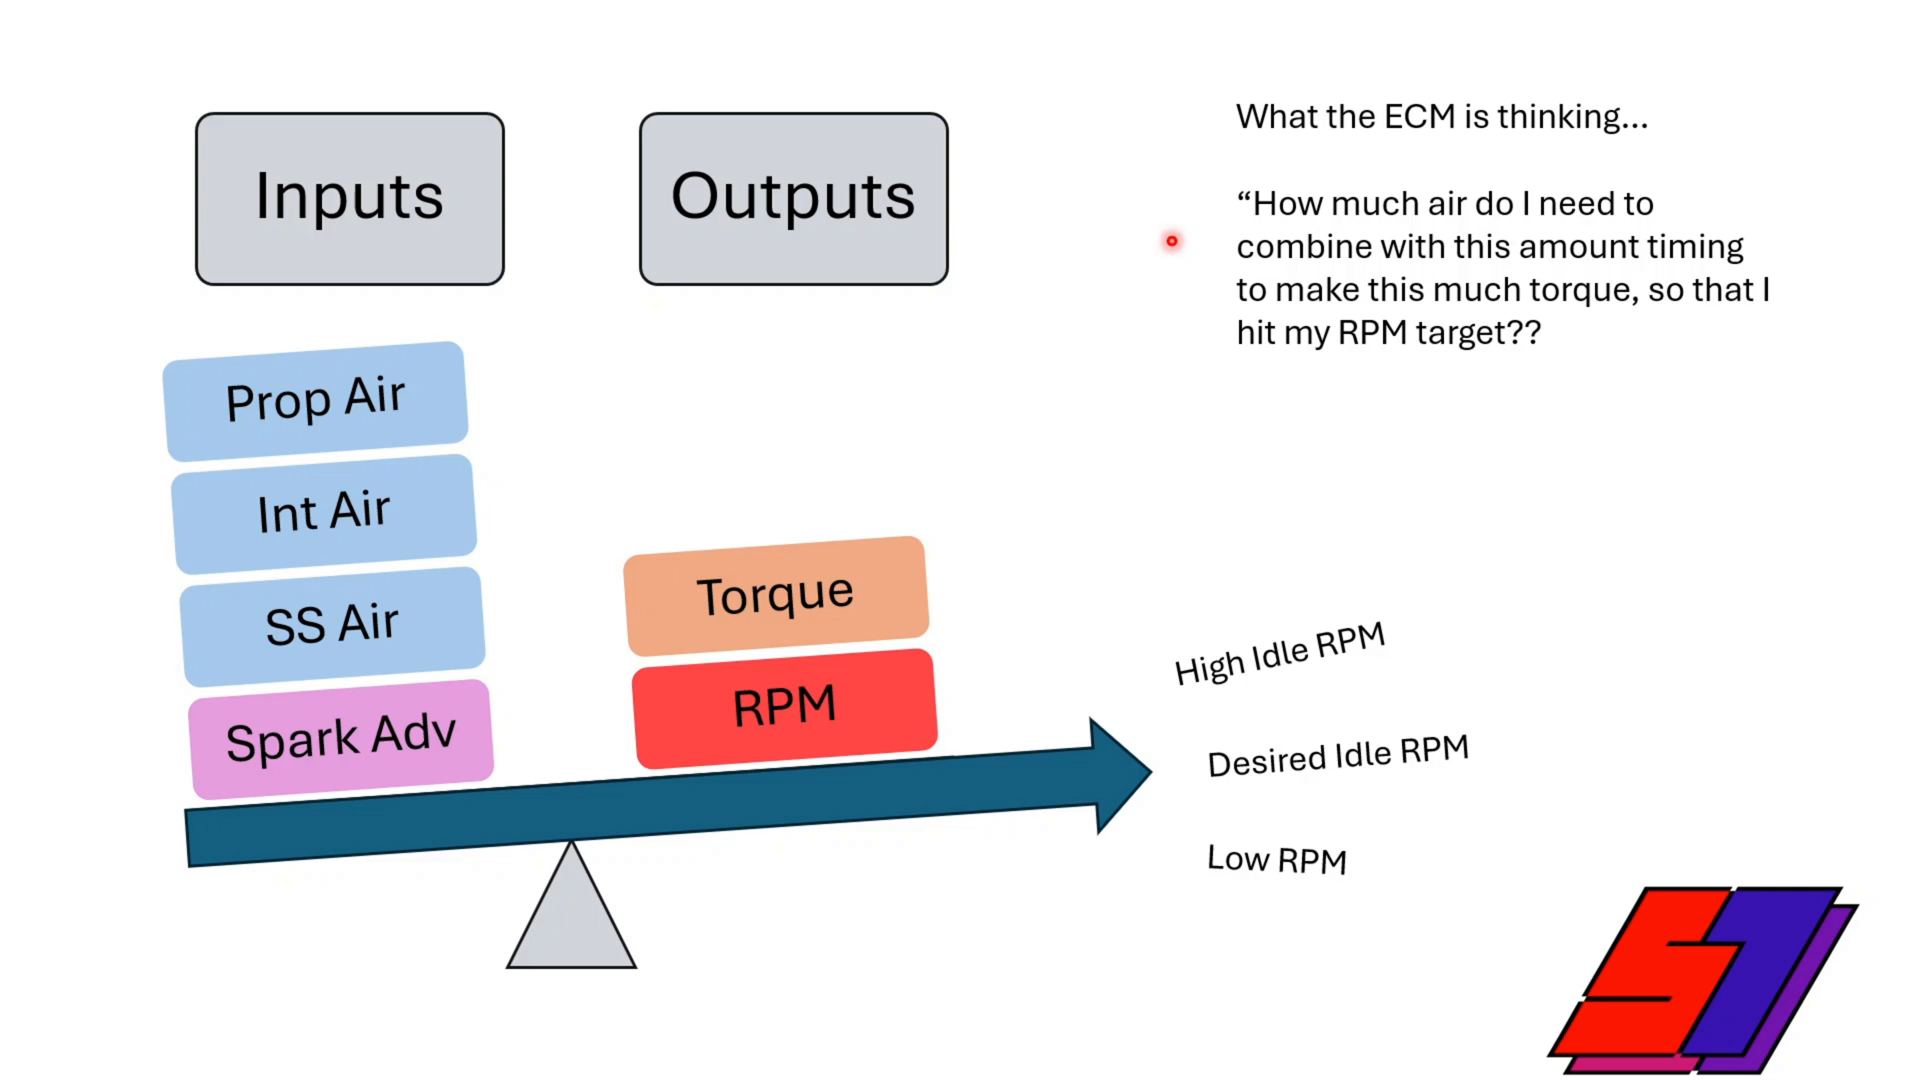 Inputs
Outputs
What the ECM is thinking...
“How much air do I need to
combine with this amount timing
to make this much torque, so that I
hit my RPM target??
Prop Air
Int Air
SS Air
Spark Adv
Torque
RPM
High Idle RPM
Desired Idle RPM
Low RPM